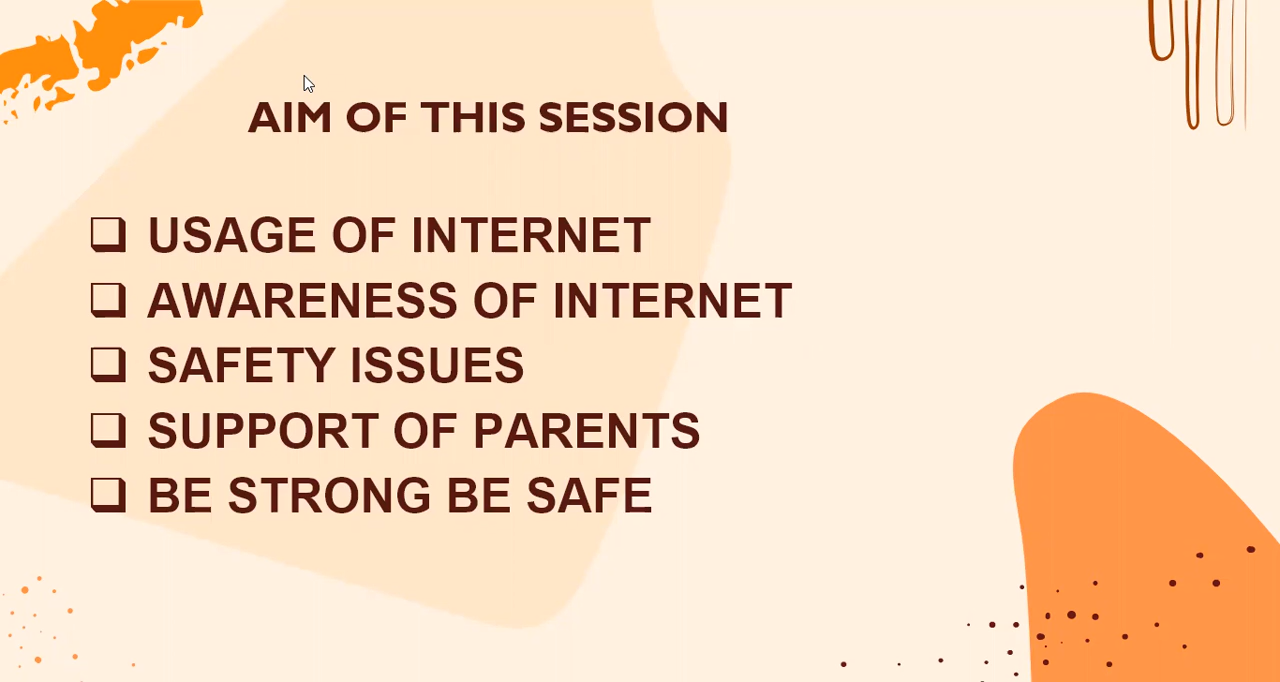 AIM OF THIS SESSION
❑ USAGE OF INTERNET
❑ AWARENESS OF INTERNET
❑ SAFETY ISSUES
❑ SUPPORT OF PARENTS
❑ BE STRONG BE SAFE